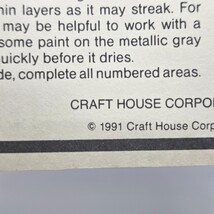 in layers as it may streak. For
may be helpful to work with a
some paint on the metallic gray
quickly before it dries.
de, complete all numbered areas.
CRAFT HOUSE CORPO
© 1991 Craft House Corp